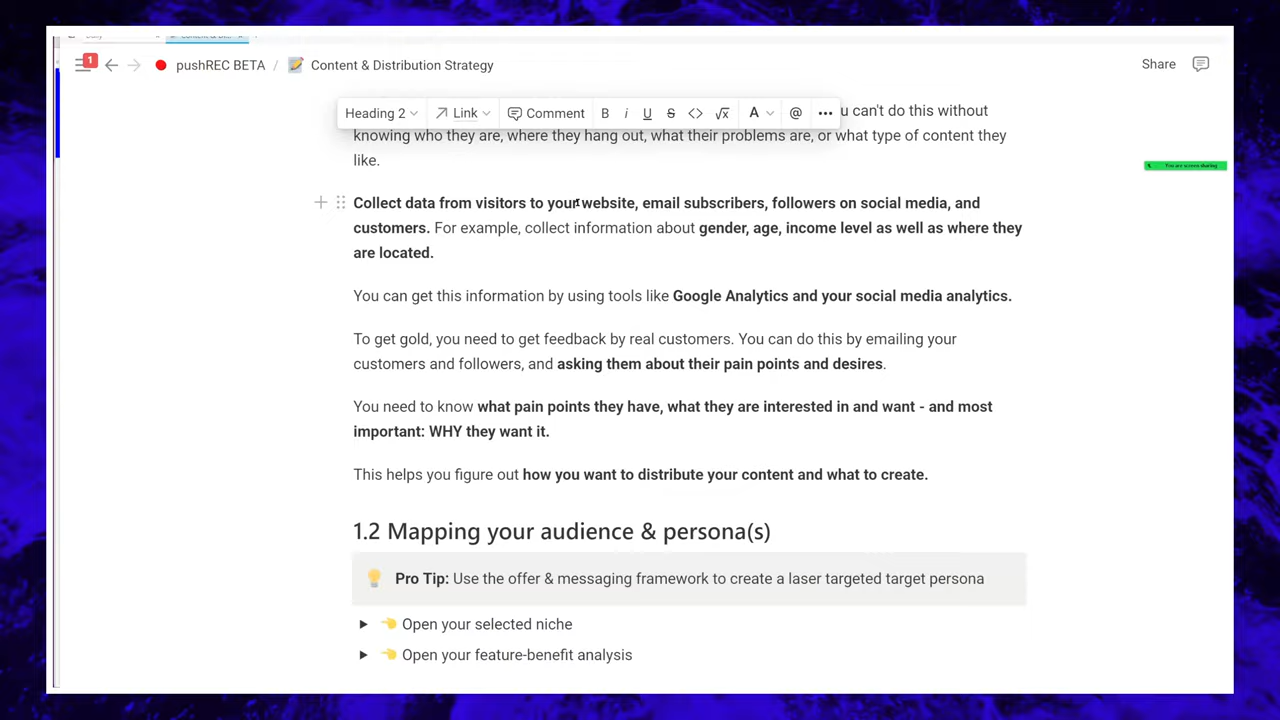 1
pushREC BETA / Content & Distribution Strategy
Share
Heading 2 Link Comment B i U S <> √x A @ •••
u can't do this without
knowing who they are, where they hang out, what their problems are, or what type of content they
like.
You are screen sharing
Collect data from visitors to your website, email subscribers, followers on social media, and
customers. For example, collect information about gender, age, income level as well as where they
are located.
You can get this information by using tools like Google Analytics and your social media analytics.
To get gold, you need to get feedback by real customers. You can do this by emailing your
customers and followers, and asking them about their pain points and desires.
You need to know what pain points they have, what they are interested in and want - and most
important: WHY they want it.
This helps you figure out how you want to distribute your content and what to create.
1.2 Mapping your audience & persona(s)
Pro Tip: Use the offer & messaging framework to create a laser targeted target persona
Open your selected niche
Open your feature-benefit analysis